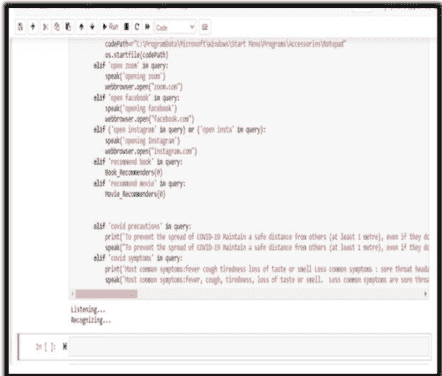 Run
Code
codePath="C:\ProgramData\Microsoft\windows\Start Menu\Programs\Accessories\Notepad"
os.startfile(codePath)
elif 'open zoom' in query:
speak('opening zoom')
webbrowser.open("zoom.com")
elif 'open facebook' in query:
speak('opening facebook')
webbrowser.open("facebook.com")
elif ('open instagram' in query) or ('open insta' in query):
speak('opening instagram')
webbrowser.open("instagram.com")
elif 'recommend book' in query:
Book_Recommenders(0)
elif 'recommend movie' in query:
Movie_Recommenders(0)
elif 'covid precautions' in query:
print('To prevent the spread of COVID-19 Maintain a safe distance from others (at least 1 metre), even if they do
speak('To prevent the spread of COVID-19 Maintain a safe distance from others (at least 1 metre), even if they do
elif 'covid symptoms' in query:
print('Most common symptoms:fever cough tiredness loss of taste or smell Less common symptoms : sore throat heada
speak('Most common symptoms:fever, cough, tiredness, loss of taste or smell. Less common symptoms are sore throa
Listening...
Recognizing...
In [ ]: